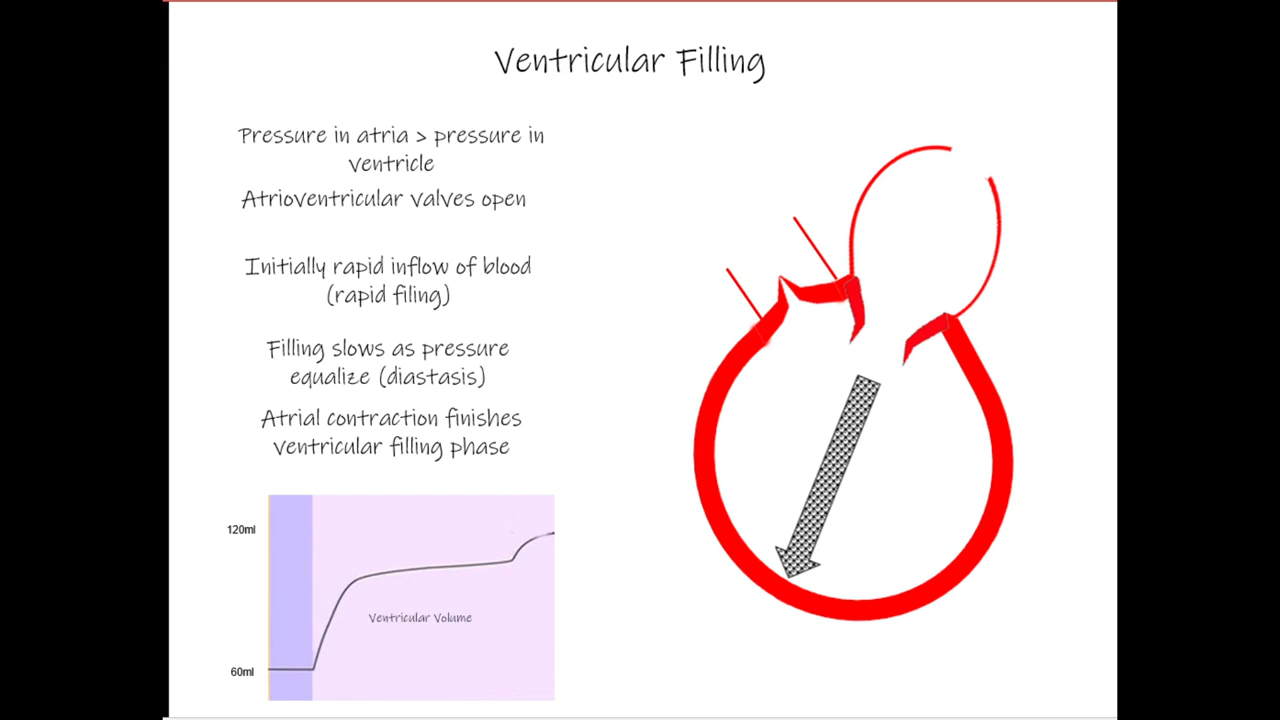 Ventricular Filling
Pressure in atria > pressure in
ventricle
Atrioventricular valves open
Initially rapid inflow of blood
(rapid filing)
Filling slows as pressure
equalize (diastasis)
Atrial contraction finishes
ventricular filling phase
120ml
Ventricular Volume
60ml